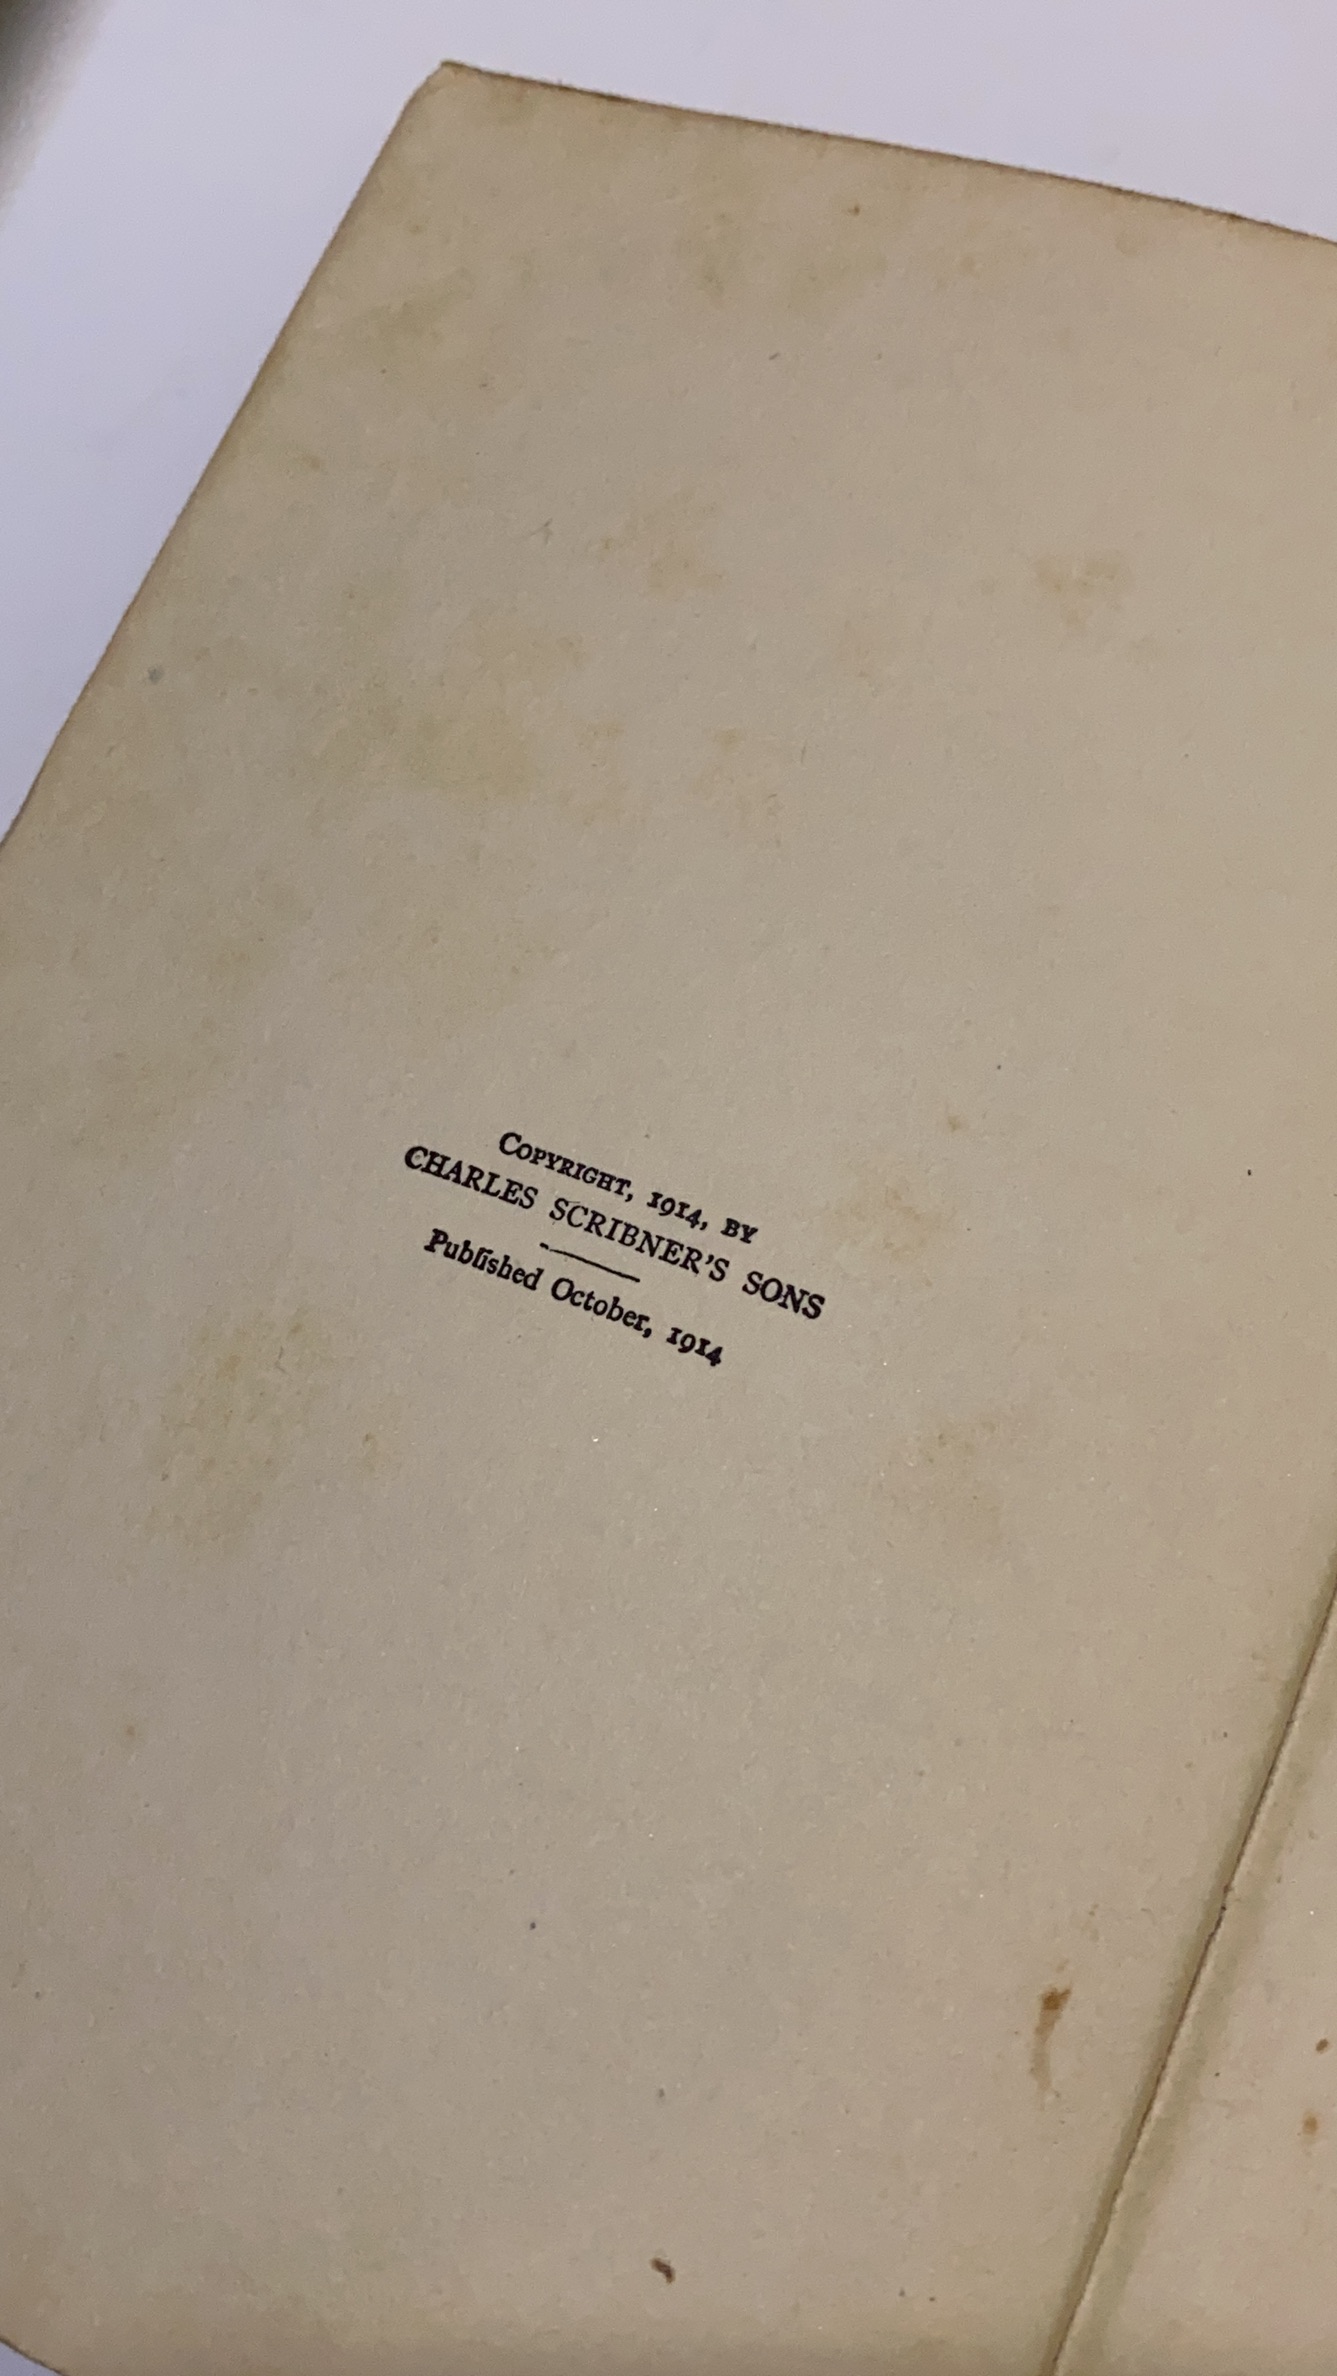 COPYRIGHT, 1914, BY
CHARLES SCRIBNER'S SONS
Published October, 1914